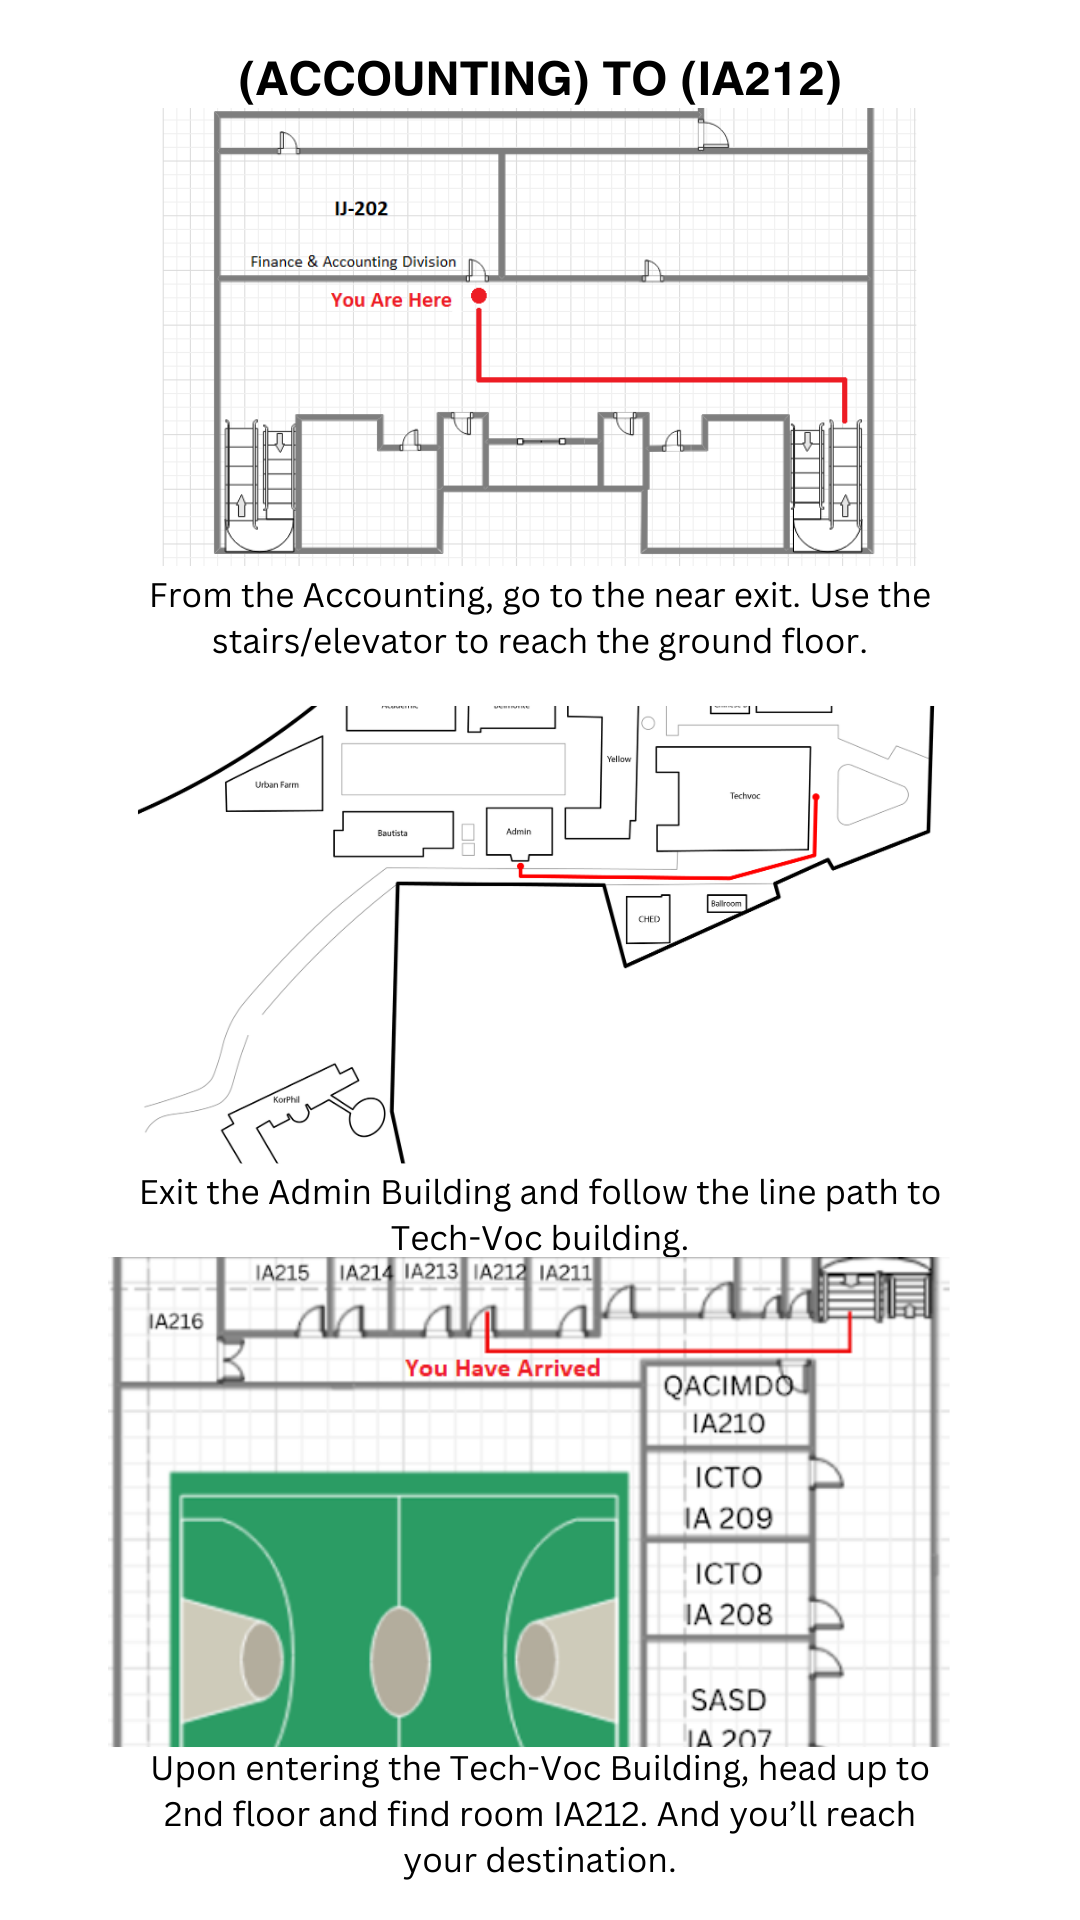 (ACCOUNTING) TO (IA212)
IJ-202
Finance & Accounting Division
You Are Here
From the Accounting, go to the near exit. Use the
stairs/elevator to reach the ground floor.
Urban Farm
Yellow
Techvoc
Bautista
Admin
CHED
Ballroom
KorPhil
Exit the Admin Building and follow the line path to
Tech-Voc building.
IA215
IA214
IA213
IA212
IA211
IA216
You Have Arrived
QACIMDO
IA210
ICTO
IA 209
ICTO
IA 208
SASD
IA 207
Upon entering the Tech-Voc Building, head up to
2nd floor and find room IA212. And you’ll reach
your destination.